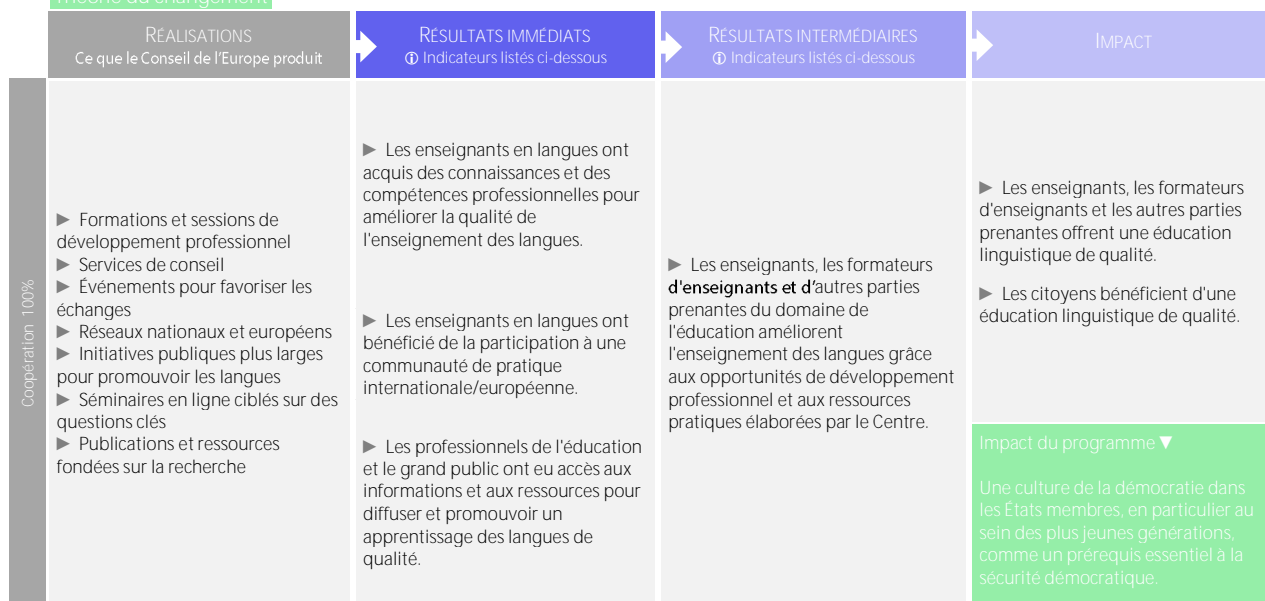 Théorie du changement
RÉALISATIONS
Ce que le Conseil de l'Europe produit
RÉSULTATS IMMÉDIATS
ⓘ Indicateurs listés ci-dessous
RÉSULTATS INTERMÉDIAIRES
ⓘ Indicateurs listés ci-dessous
IMPACT
Coopération 100%
► Formations et sessions de
développement professionnel
► Services de conseil
► Événements pour favoriser les
échanges
► Réseaux nationaux et européens
► Initiatives publiques plus larges
pour promouvoir les langues
► Séminaires en ligne ciblés sur des
questions clés
► Publications et ressources
fondées sur la recherche
► Les enseignants en langues ont
acquis des connaissances et des
compétences professionnelles pour
améliorer la qualité de
l'enseignement des langues.
► Les enseignants en langues ont
bénéficié de la participation à une
communauté de pratique
internationale/européenne.
► Les professionnels de l'éducation
et le grand public ont eu accès aux
informations et aux ressources pour
diffuser et promouvoir un
apprentissage des langues de
qualité.
► Les enseignants, les formateurs
d'enseignants et d'autres parties
prenantes du domaine de
l'éducation améliorent
l'enseignement des langues grâce
aux opportunités de développement
professionnel et aux ressources
pratiques élaborées par le Centre.
► Les enseignants, les formateurs
d'enseignants et les autres parties
prenantes offrent une éducation
linguistique de qualité.
► Les citoyens bénéficient d'une
éducation linguistique de qualité.
Impact du programme ▼
Une culture de la démocratie dans
les États membres, en particulier au
sein des plus jeunes générations,
comme un prérequis essentiel à la
sécurité démocratique.